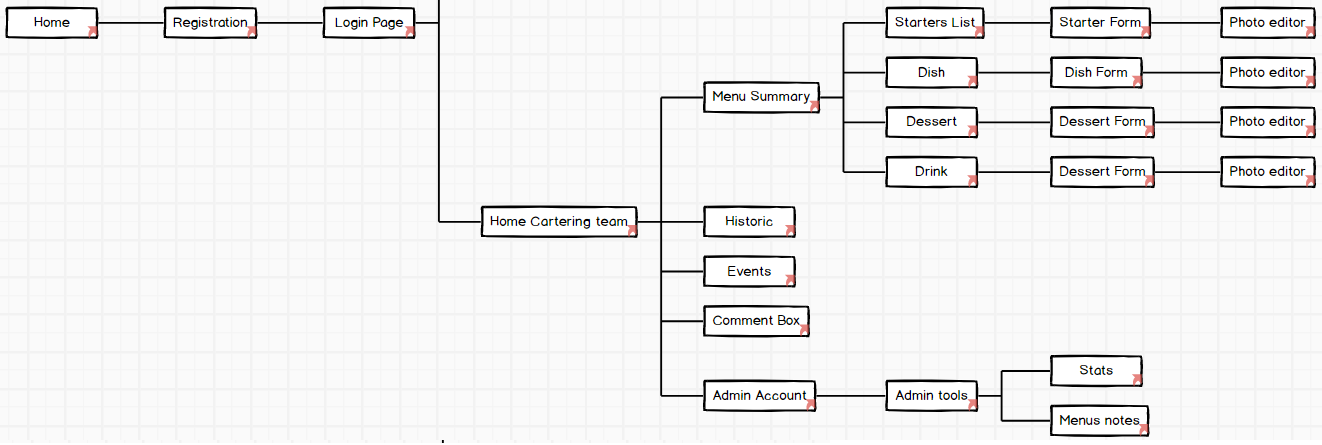 Home
Registration
Login Page
Starters List
Starter Form
Photo editor
Dish
Dish Form
Photo editor
Menu Summary
Dessert
Dessert Form
Photo editor
Drink
Dessert Form
Photo editor
Home Cartering team
Historic
Events
Comment Box
Stats
Admin Account
Admin tools
Menus notes